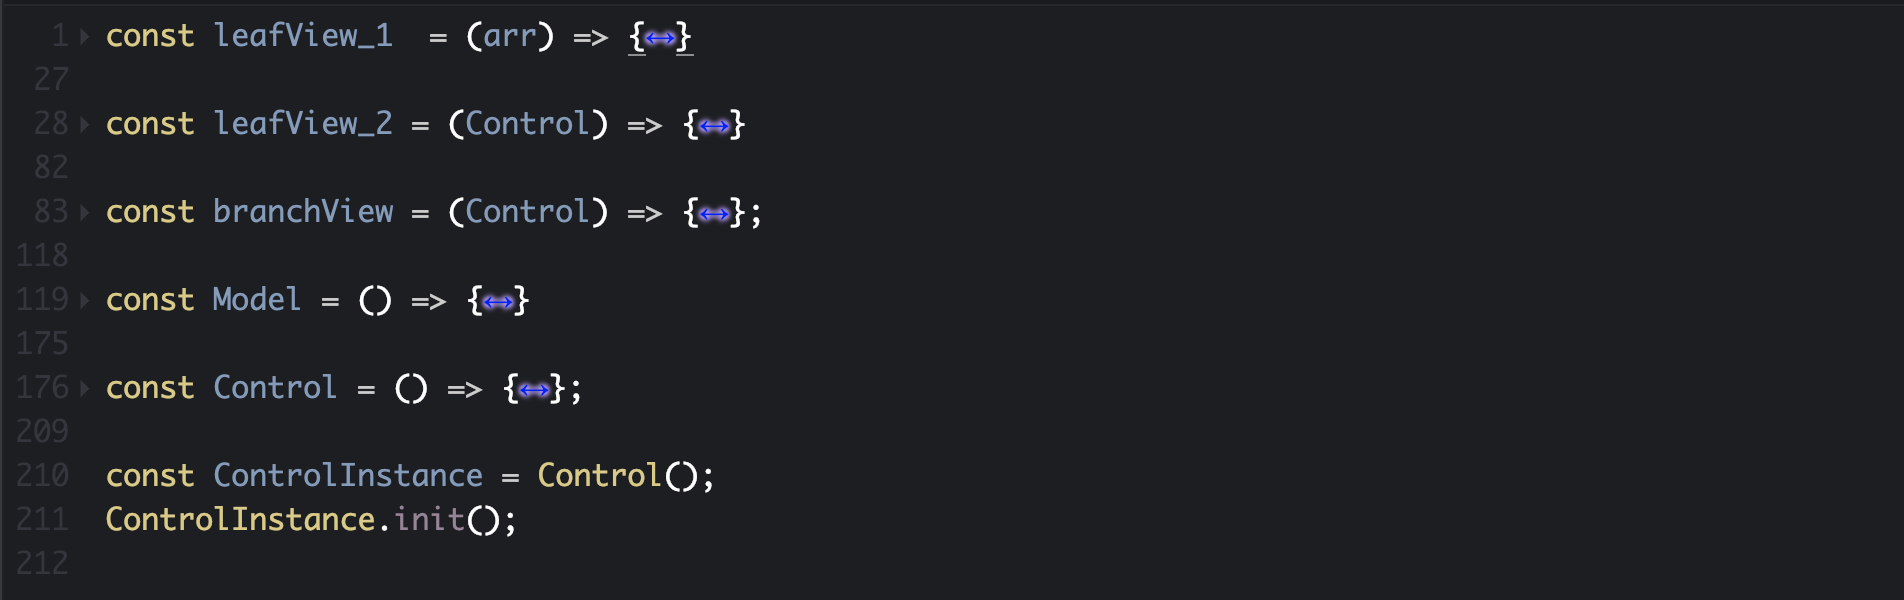 1 const leafView_1  = (arr) => {↔}
27
28 const leafView_2 = (Control) => {↔}
82
83 const branchView = (Control) => {↔};
118
119 const Model = () => {↔}
175
176 const Control = () => {↔};
209
210 const ControlInstance = Control();
211 ControlInstance.init();
212